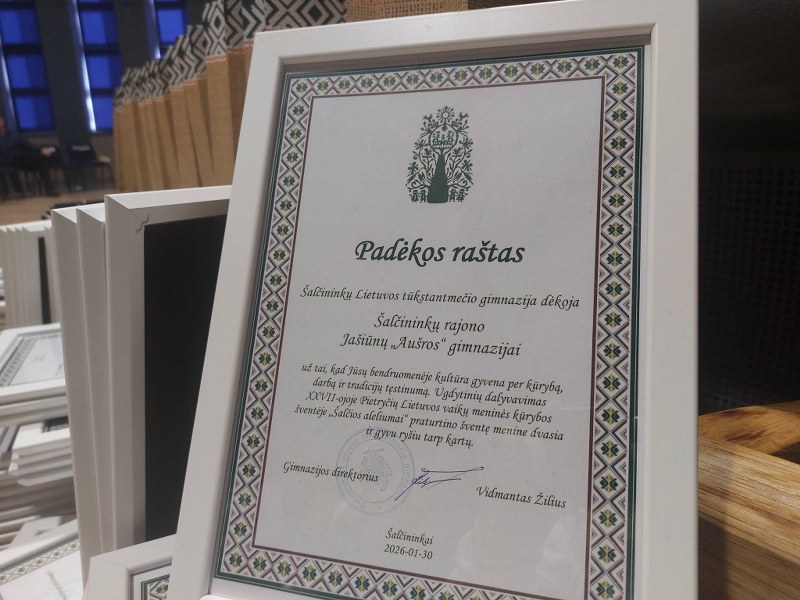 Padėkos raštas
Šalčininkų Lietuvos tūkstantmečio gimnazija dėkoja
Šalčininkų rajono
Jašiūnų „Aušros" gimnazijai
už tai, kad Jūsų bendruomenėje kultūra gyvena per kūrybą,
darbą ir tradicijų tęstinumą. Ugdytinių dalyvavimas
XXVII-ojoje Pietryčių Lietuvos vaikų meninės kūrybos
šventėje „Šalčios aleliumai" praturtino šventę menine dvasia
ir gyvu ryšiu tarp kartų.
Gimnazijos direktorius
Vidmantas Žilius
Šalčininkai
2026-01-30